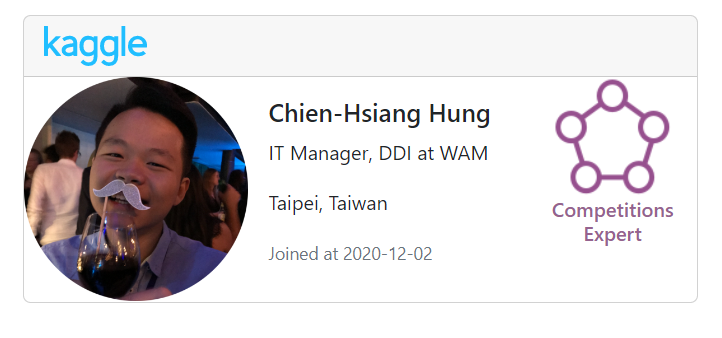 kaggle
Chien-Hsiang Hung
IT Manager, DDI at WAM
Taipei, Taiwan
Joined at 2020-12-02
Competitions
Expert